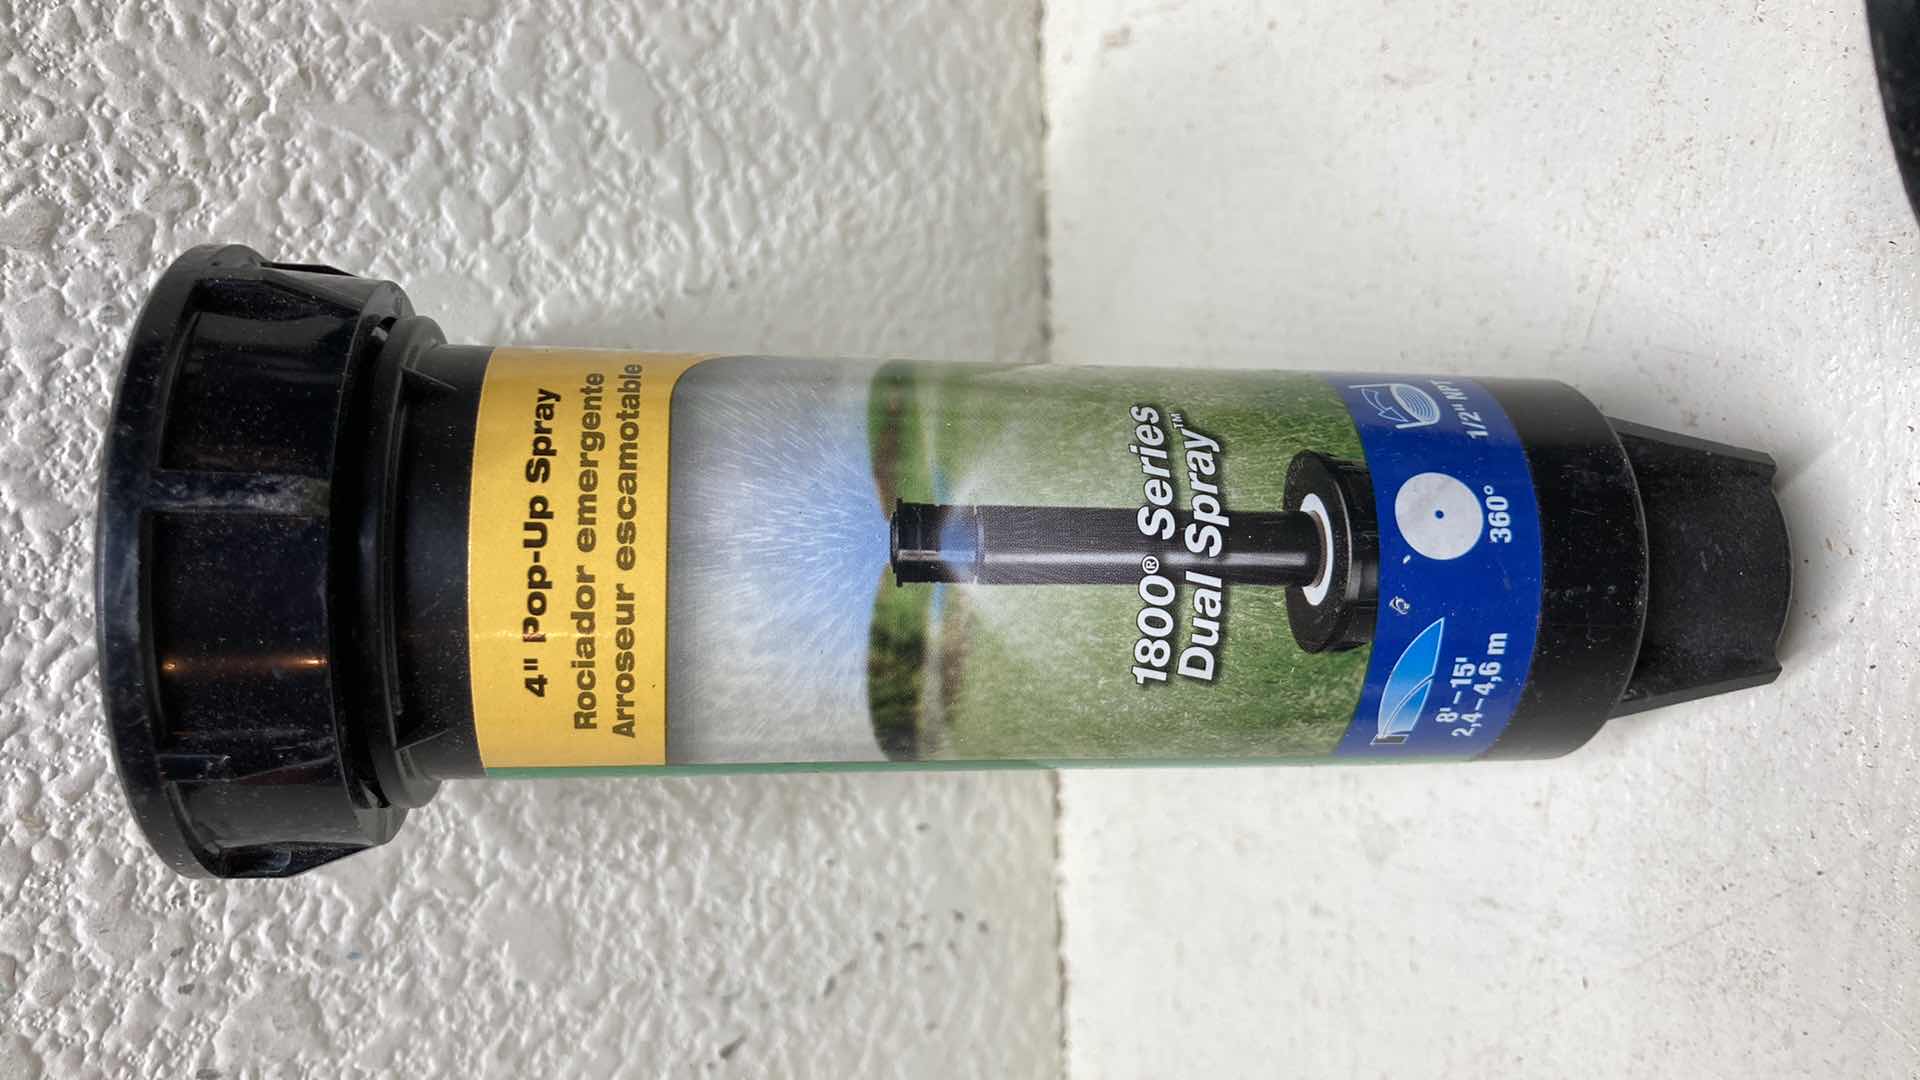 4" Pop-Up Spray
Rociador emergente
Arroseur escamotable
1800® Series
Dual Spray™
8'–15'
2,4–4,6 m
360°
1/2" NPT